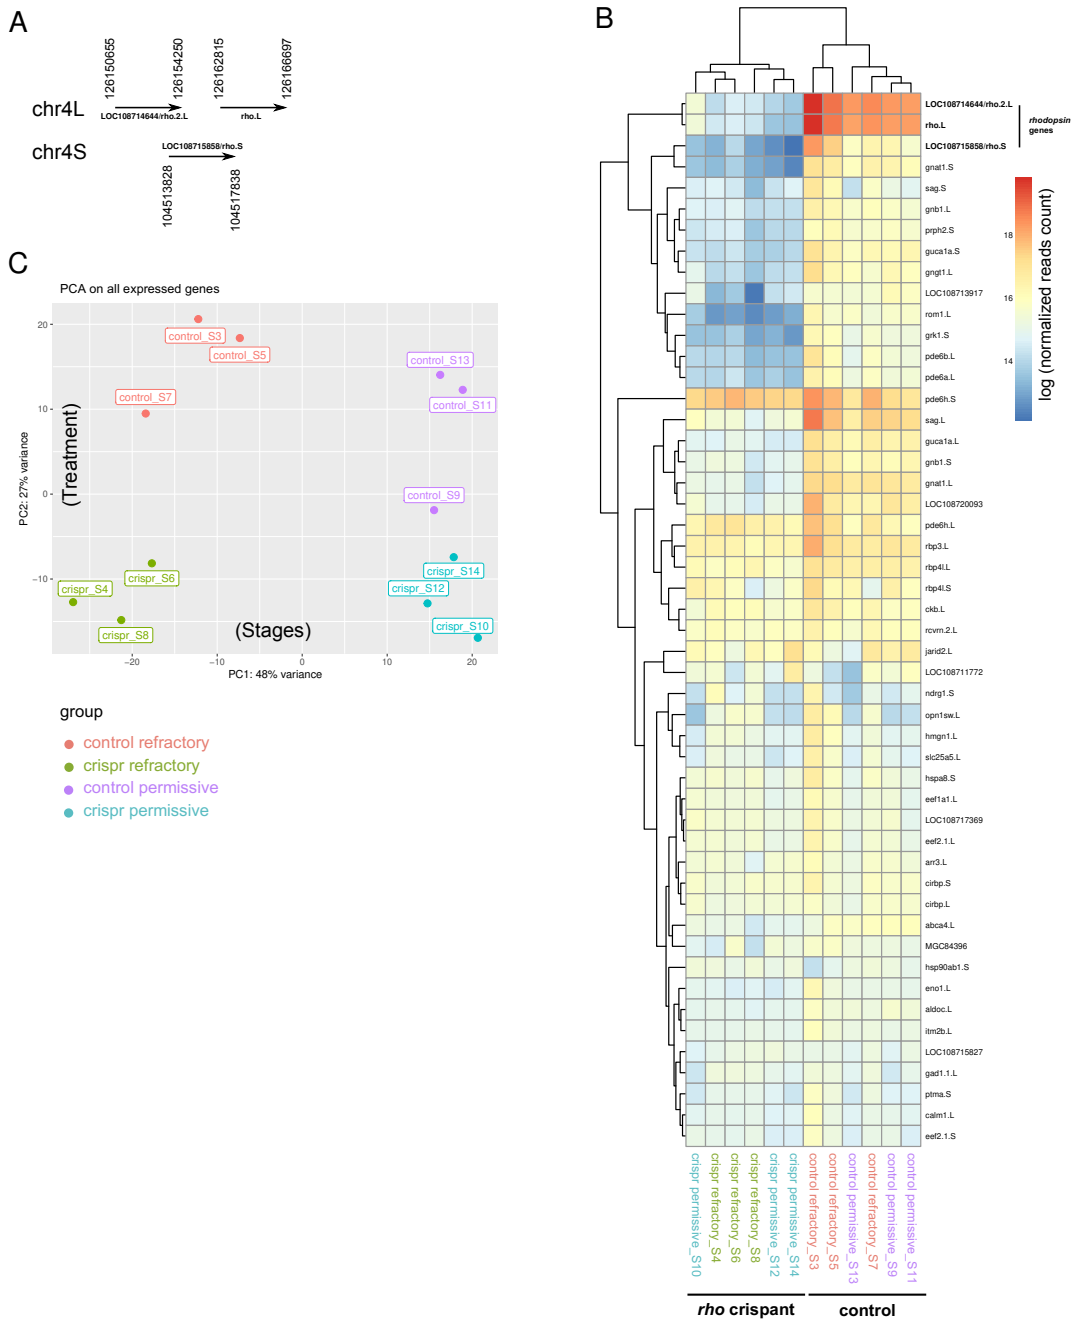 A
126150655
126154250
126162815
126166697
chr4L
LOC108714644/rho.2.L
rho.L
chr4S
LOC108715858/rho.S
104513828
104517838
B
LOC108714644/rho.2.L
rho.L
LOC108715858/rho.S
gnat1.S
sag.S
gnb1.L
prph2.S
guca1a.S
gngt1.L
LOC108713917
rom1.L
grk1.S
pde6b.L
pde6a.L
pde6h.S
sag.L
guca1a.L
gnb1.S
gnat1.L
LOC108720093
pde6h.L
rbp3.L
rbp4l.L
rbp4l.S
ckb.L
rcvrn.2.L
jarid2.L
LOC108711772
ndrg1.S
opn1sw.L
hmgn1.L
slc25a5.L
hspa8.S
eef1a1.L
LOC108717369
eef2.1.L
arr3.L
cirbp.S
cirbp.L
abca4.L
MGC84396
hsp90ab1.S
eno1.L
aldoc.L
itm2b.L
LOC108715827
gad1.1.L
ptma.S
calm1.L
eef2.1.S
rhodopsin
genes
18
16
14
log (normalized reads count)
crispr permissive_S10
crispr refractory_S4
crispr refractory_S6
crispr refractory_S8
crispr permissive_S12
crispr permissive_S14
control refractory_S3
control refractory_S5
control permissive_S13
control refractory_S7
control permissive_S9
control permissive_S11
rho crispant
control
C
PCA on all expressed genes
20
10
0
−10
PC2: 27% variance
(Treatment)
control_S3
control_S5
control_S7
control_S13
control_S11
control_S9
crispr_S14
crispr_S12
crispr_S10
crispr_S6
crispr_S4
crispr_S8
(Stages)
−20
−10
0
10
20
PC1: 48% variance
group
control refractory
crispr refractory
control permissive
crispr permissive